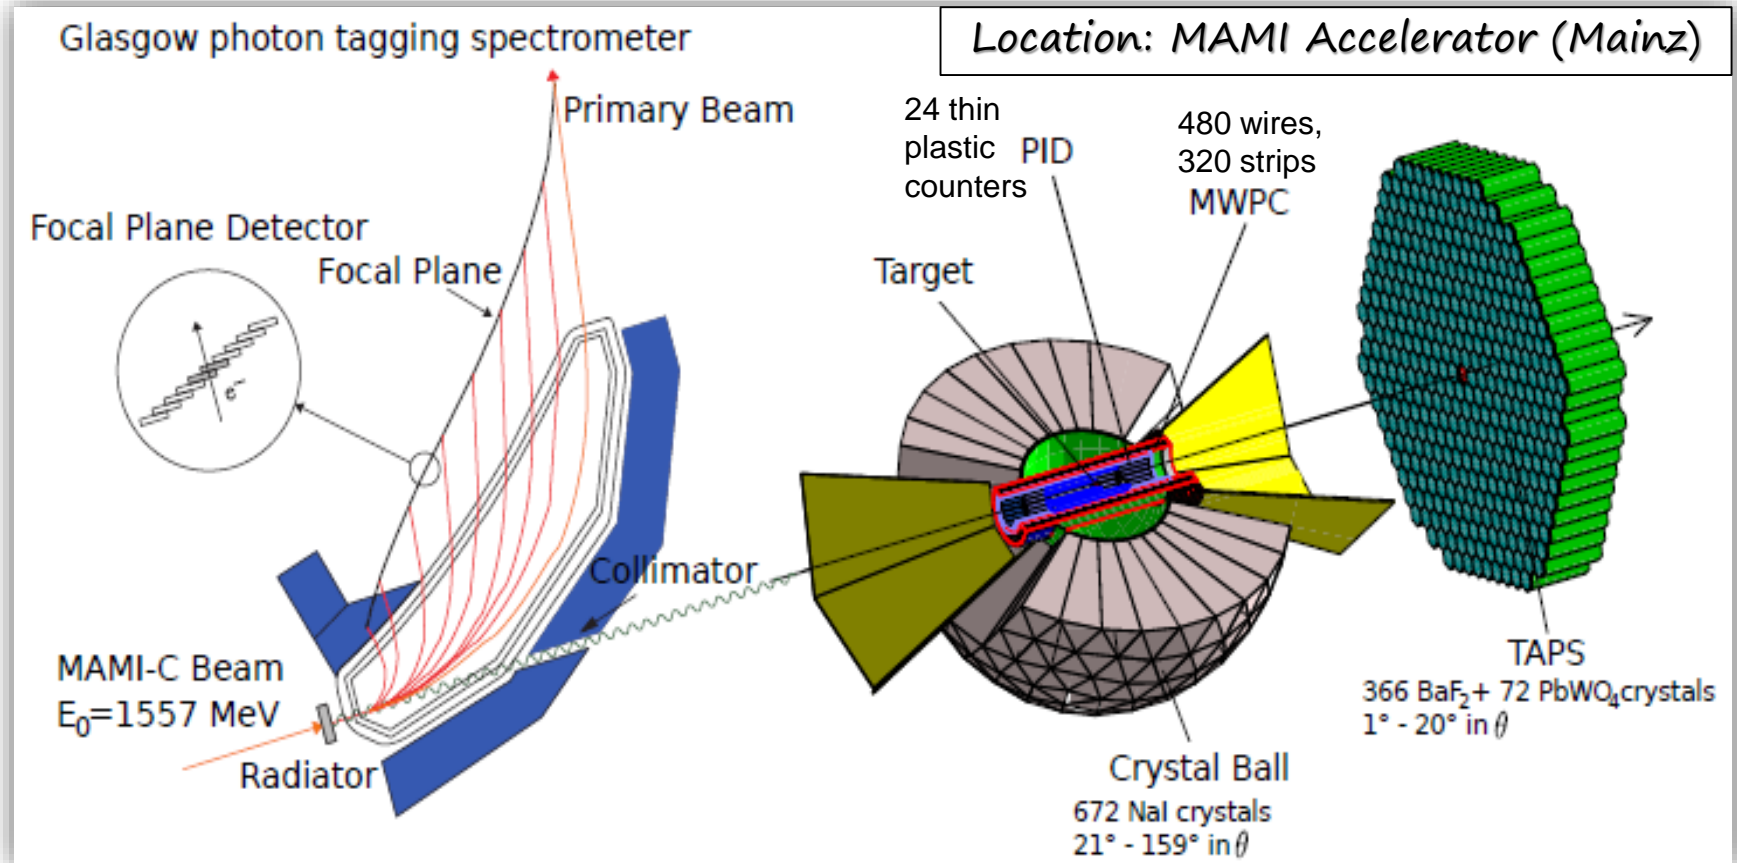 Glasgow photon tagging spectrometer
Location: MAMI Accelerator (Mainz)
Primary Beam
24 thin
plastic
counters
PID
480 wires,
320 strips
MWPC
Focal Plane Detector
Focal Plane
Target
e⁻
Collimator
MAMI-C Beam
E₀=1557 MeV
Radiator
TAPS
366 BaF₂+ 72 PbWO₄crystals
1° - 20° in θ
Crystal Ball
672 NaI crystals
21° - 159° in θ